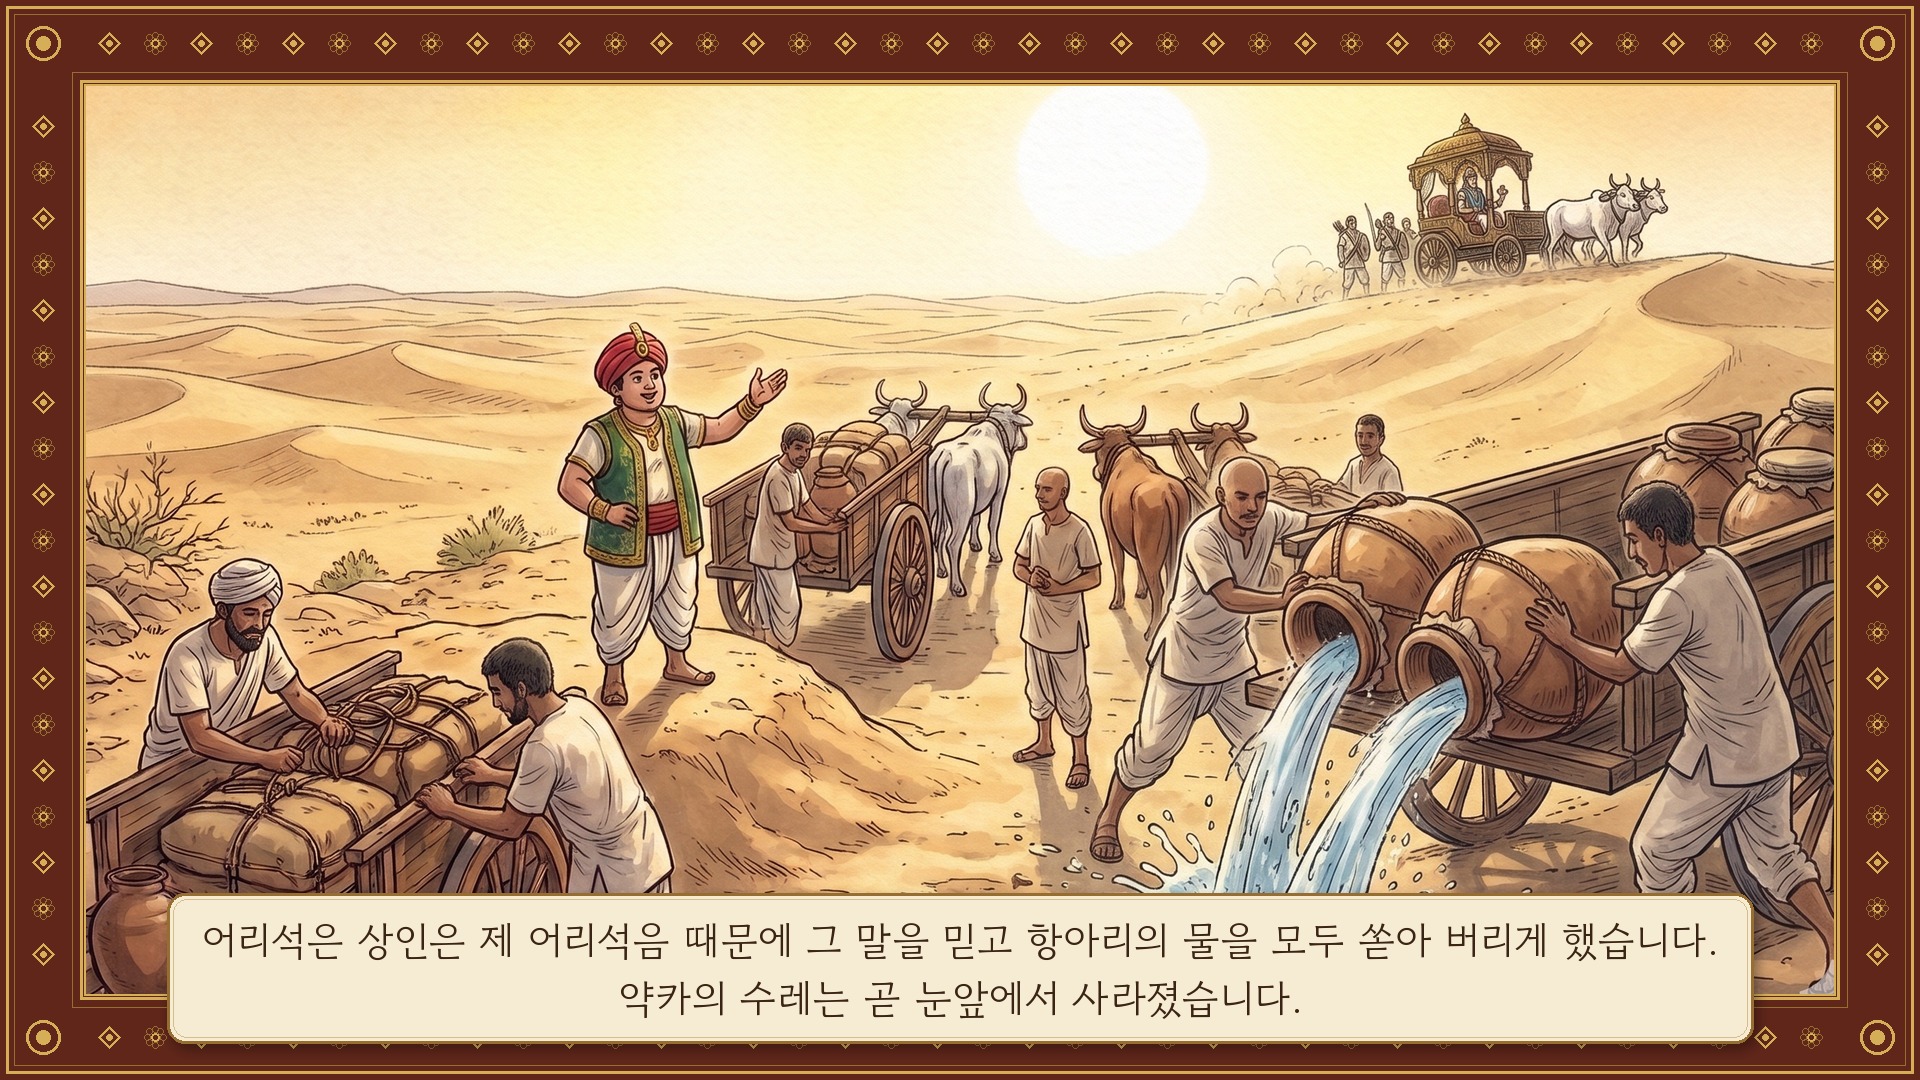 어리석은 상인은 제 어리석음 때문에 그 말을 믿고 항아리의 물을 모두 쏟아 버리게 했습니다.
약카의 수레는 곧 눈앞에서 사라졌습니다.